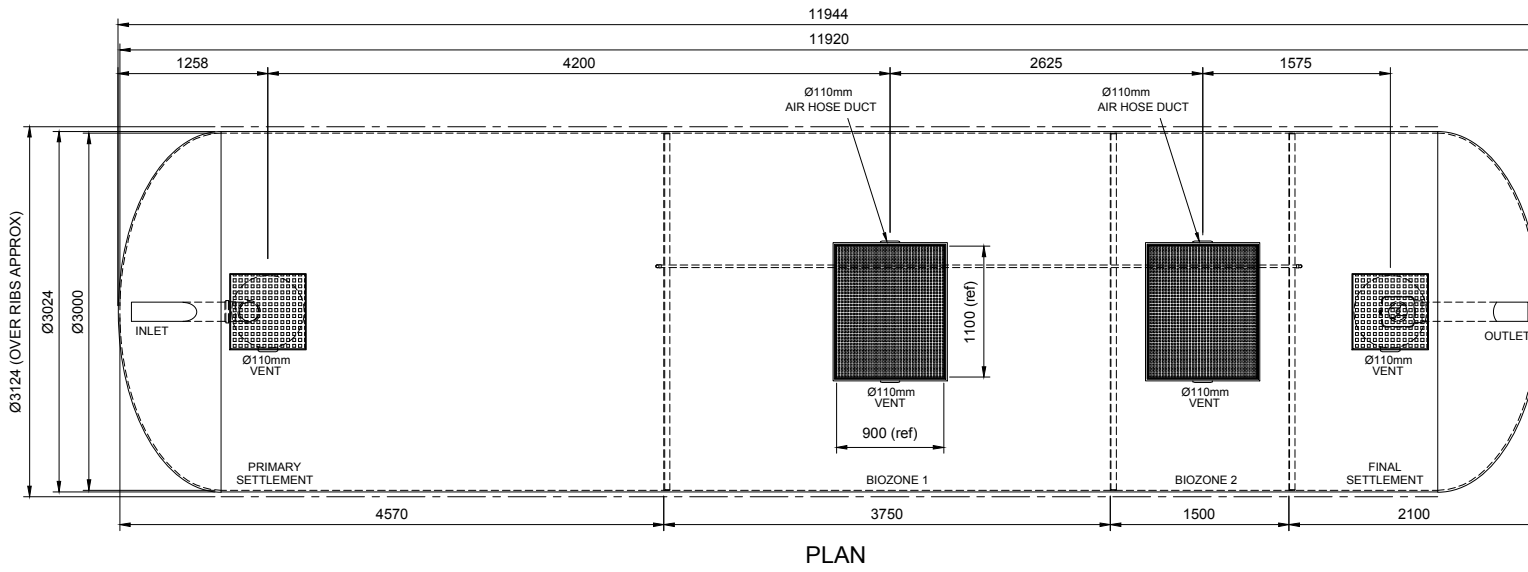 11944
11920
1258
4200
2625
1575
Ø110mm
AIR HOSE DUCT
Ø110mm
AIR HOSE DUCT
Ø3124 (OVER RIBS APPROX)
Ø3024
Ø3000
INLET
Ø110mm
VENT
1100 (ref)
Ø110mm
VENT
900 (ref)
Ø110mm
VENT
OUTLET
Ø110mm
VENT
PRIMARY
SETTLEMENT
BIOZONE 1
BIOZONE 2
FINAL
SETTLEMENT
4570
3750
1500
2100
PLAN